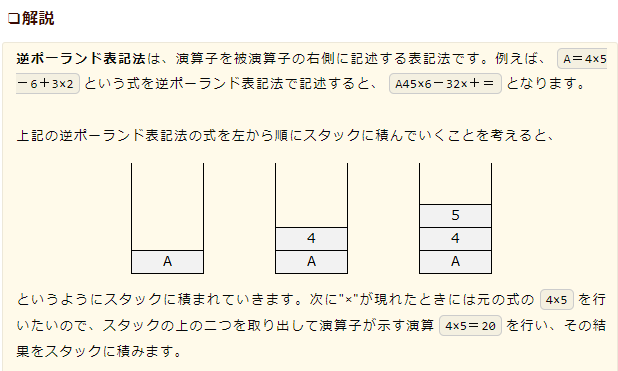 ❏解説
逆ポーランド表記法は、演算子を被演算子の右側に記述する表記法です。例えば、 A＝4×5
－6＋3×2 という式を逆ポーランド表記法で記述すると、 A45×6－32×＋＝ となります。
上記の逆ポーランド表記法の式を左から順にスタックに積んでいくことを考えると、
5
4 4
A A A
というようにスタックに積まれていきます。次に"×"が現れたときには元の式の 4×5 を行
いたいので、スタックの上の二つを取り出して演算子が示す演算 4×5＝20 を行い、その結
果をスタックに積みます。